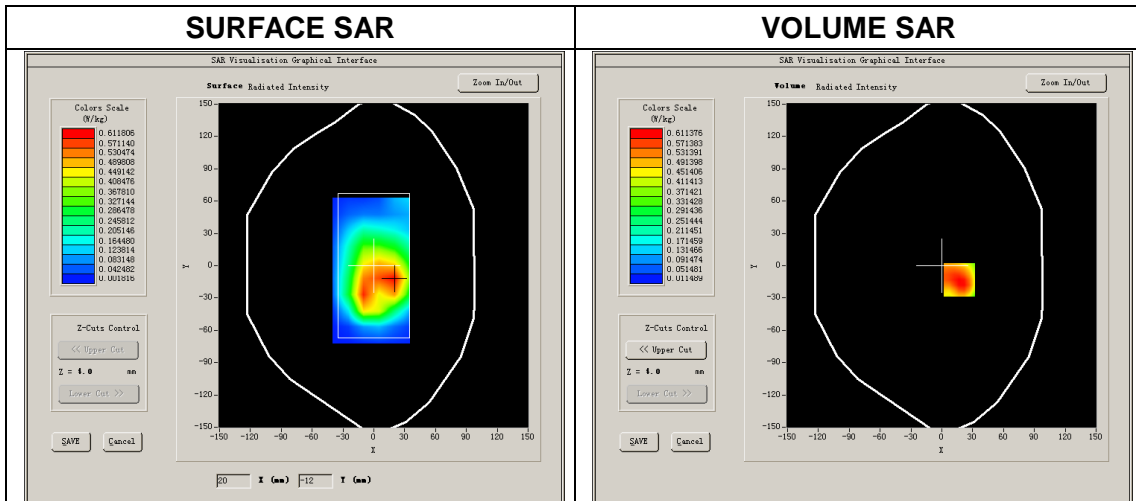 SURFACE SAR
SAR Visualisation Graphical Interface
Surface Radiated Intensity
Zoom In/Out
Colors Scale
(W/kg)
0.611806
0.571140
0.530474
0.489808
0.449142
0.408476
0.367810
0.327144
0.286478
0.245812
0.205146
0.164480
0.123814
0.083148
0.042482
0.001816
150
120
90
60
30
0
-30
-60
-90
-120
-150
Y
-150 -120 -90 -60 -30 0 30 60 90 120 150
X
Z-Cuts Control
<< Upper Cut
Z = 4.0 mm
Lower Cut >>
SAVE Cancel
20 X (mm) -12 Y (mm)
VOLUME SAR
SAR Visualisation Graphical Interface
Volume Radiated Intensity
Zoom In/Out
Colors Scale
(W/kg)
0.611376
0.571383
0.531391
0.491398
0.451406
0.411413
0.371421
0.331428
0.291436
0.251444
0.211451
0.171459
0.131466
0.091474
0.051481
0.011489
150
120
90
60
30
0
-30
-60
-90
-120
-150
Y
-150 -120 -90 -60 -30 0 30 60 90 120 150
X
Z-Cuts Control
<< Upper Cut
Z = 4.0 mm
Lower Cut >>
SAVE Cancel